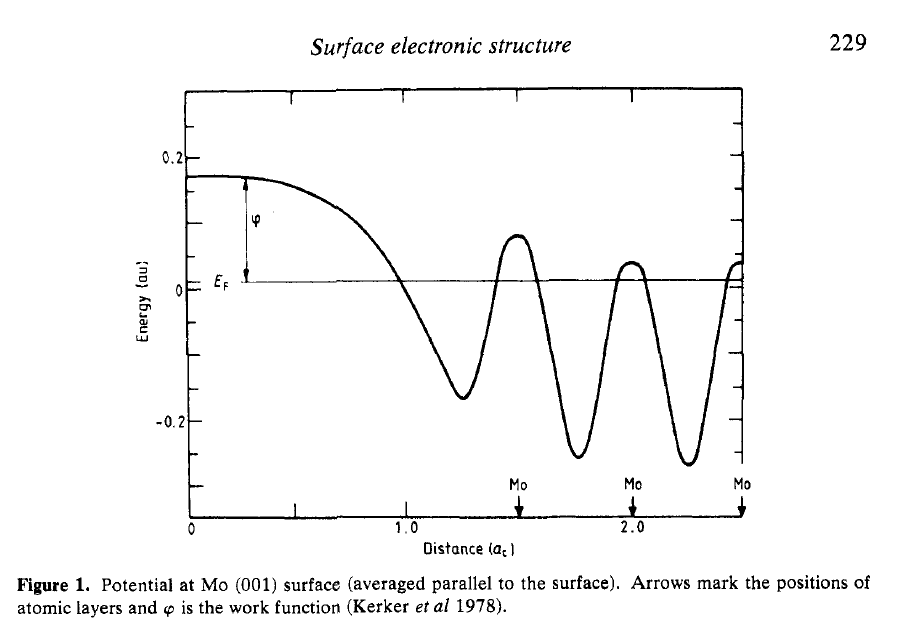 Surface electronic structure 229
0.2
φ
E_F
0
-0.2
Energy (au)
Mo Mo Mo
0 1.0 2.0
Distance (a_c)
Figure 1. Potential at Mo (001) surface (averaged parallel to the surface). Arrows mark the positions of
atomic layers and φ is the work function (Kerker et al 1978).